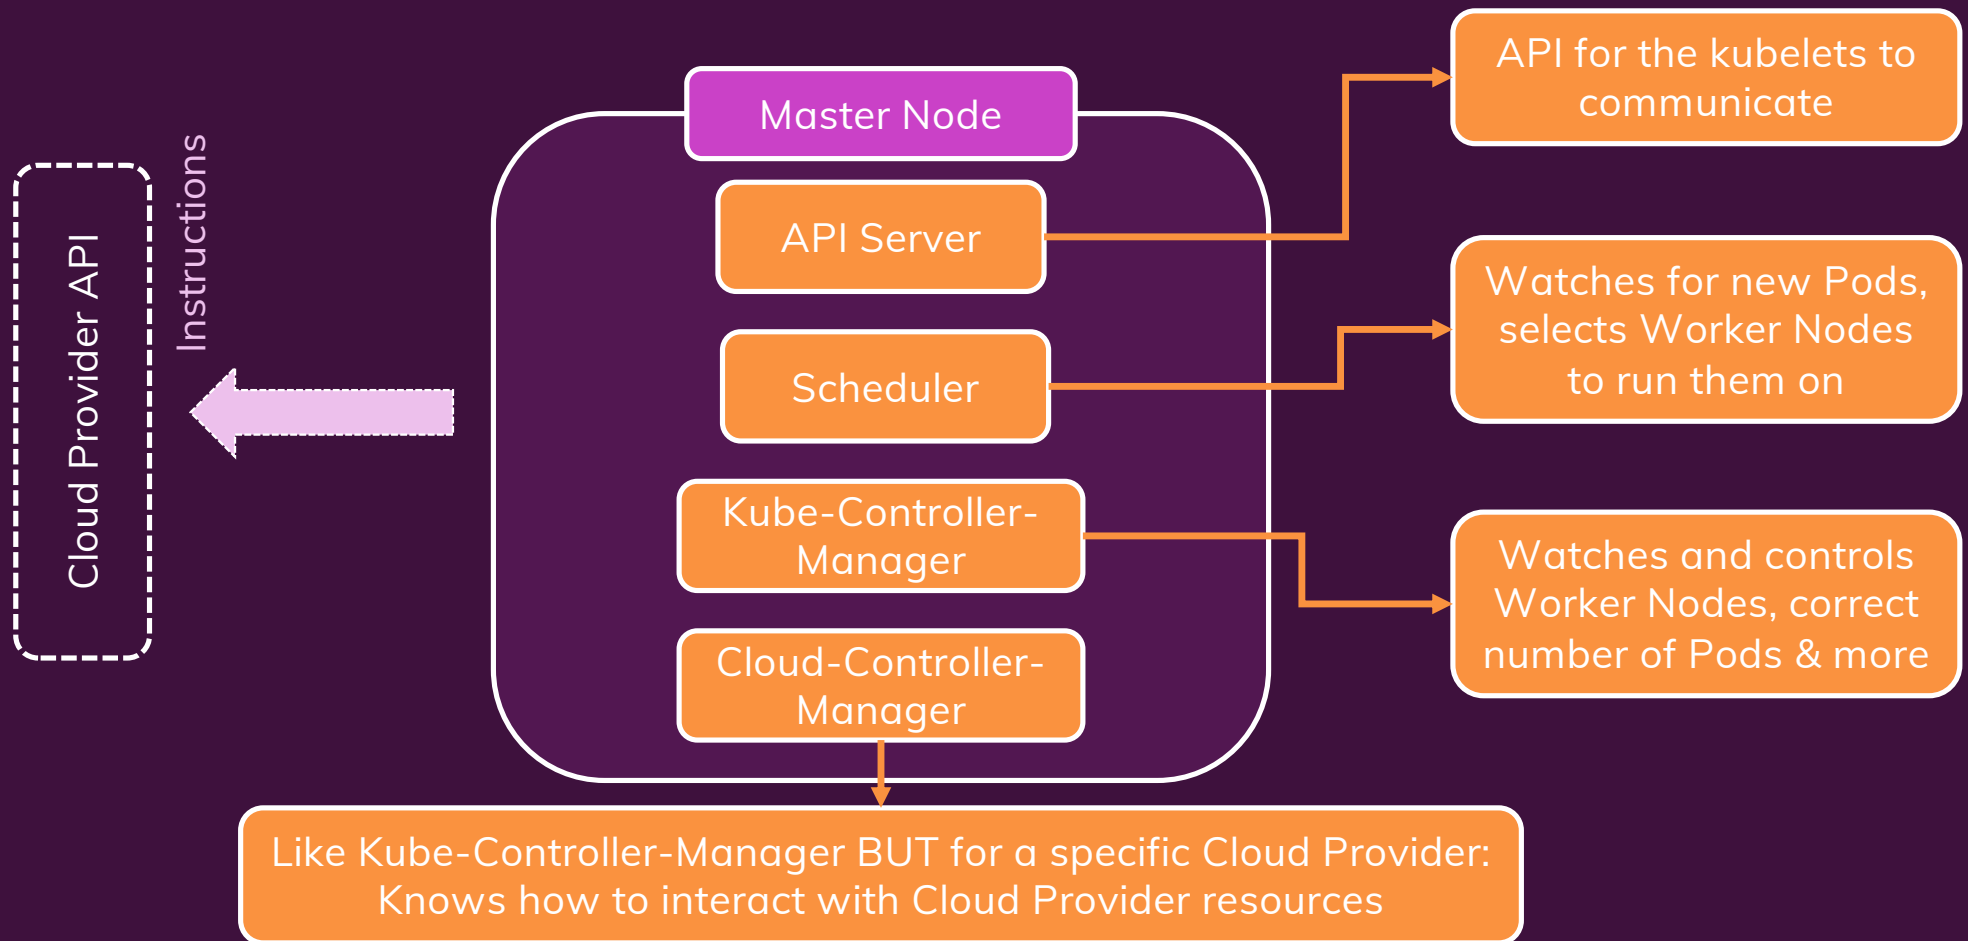 Cloud Provider API
Instructions
Master Node
API Server
Scheduler
Kube-Controller-
Manager
Cloud-Controller-
Manager
API for the kubelets to
communicate
Watches for new Pods,
selects Worker Nodes
to run them on
Watches and controls
Worker Nodes, correct
number of Pods & more
Like Kube-Controller-Manager BUT for a specific Cloud Provider:
Knows how to interact with Cloud Provider resources